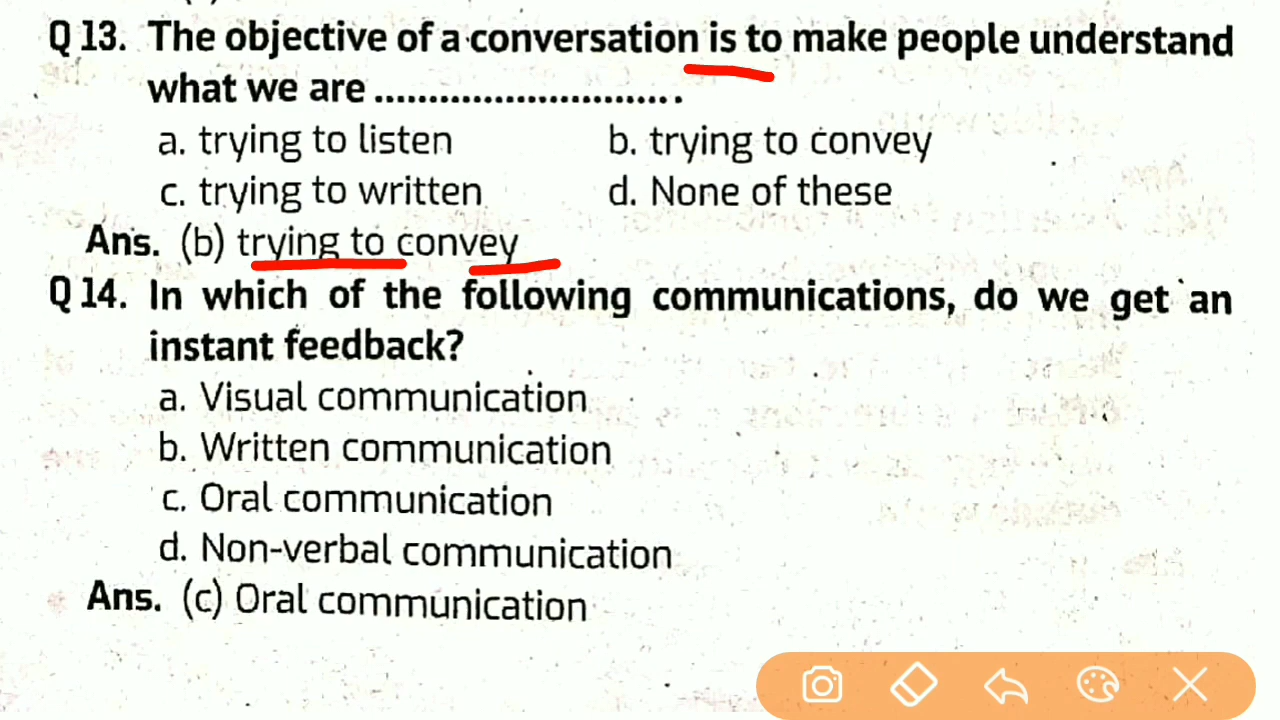 Q 13. The objective of a conversation is to make people understand
what we are .............................
a. trying to listen b. trying to convey
c. trying to written d. None of these
Ans. (b) trying to convey
Q 14. In which of the following communications, do we get an
instant feedback?
a. Visual communication
b. Written communication
c. Oral communication
d. Non-verbal communication
Ans. (c) Oral communication